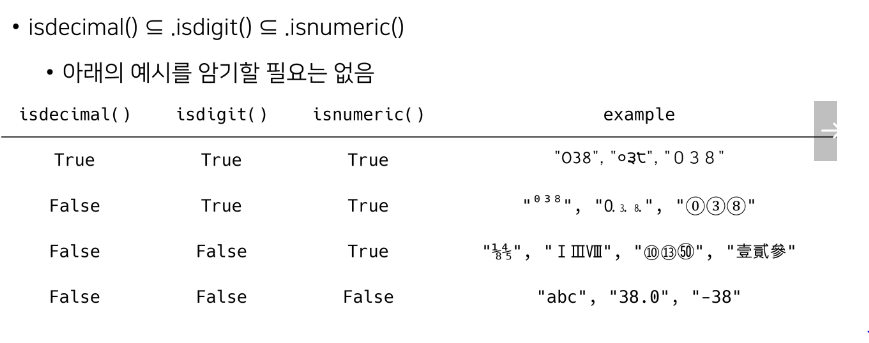 • isdecimal() ⊆ .isdigit() ⊆ .isnumeric()
• 아래의 예시를 암기할 필요는 없음
isdecimal() isdigit() isnumeric() example
True True True "038", "०३८", "０３８"
False True True "⁰³⁸", "🄁⒊⒏", "⓪③⑧"
False False True "⅛⅘", "ⅠⅢⅧ", "⑩⑬㊿", "壹貳參"
False False False "abc", "38.0", "-38"